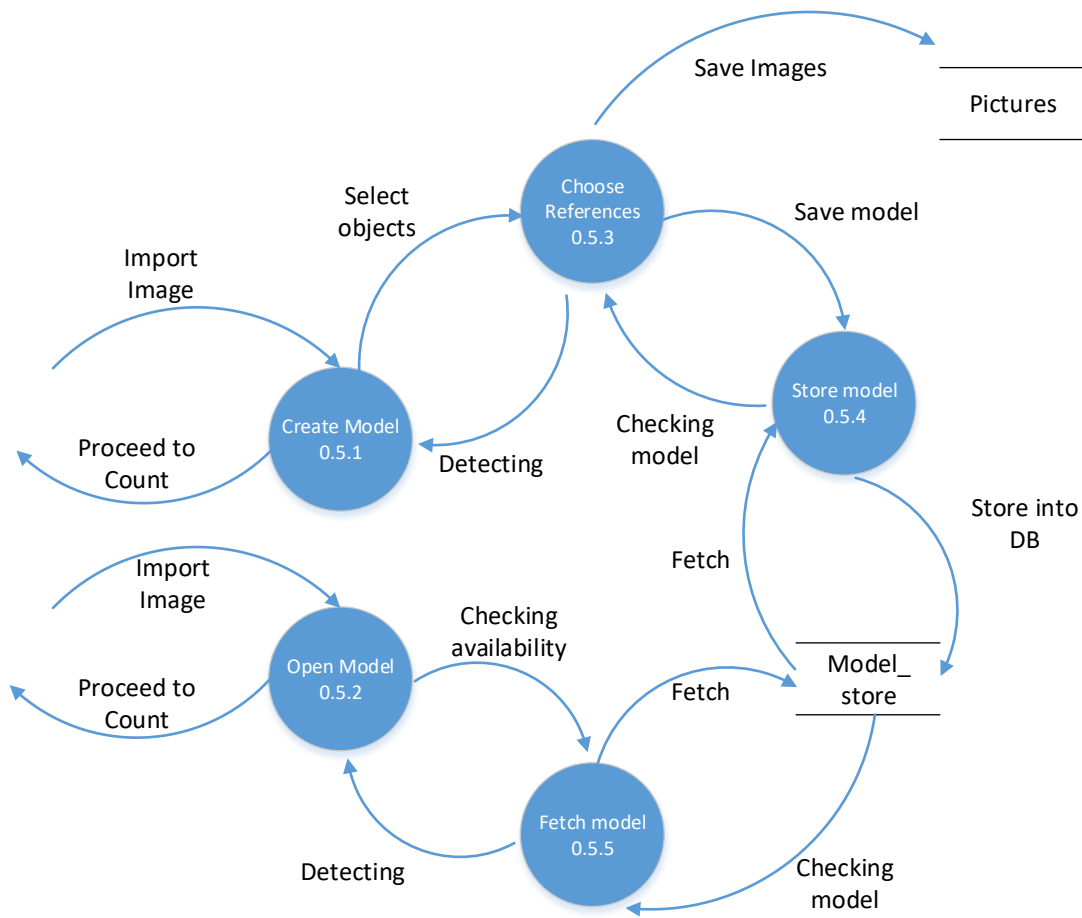 Save Images
Pictures
Choose
References
0.5.3
Select
objects
Save model
Import
Image
Store model
0.5.4
Create Model
0.5.1
Checking
model
Proceed to
Count
Detecting
Store into
DB
Fetch
Import
Image
Checking
availability
Open Model
0.5.2
Model_
store
Proceed to
Count
Fetch
Fetch model
0.5.5
Detecting
Checking
model